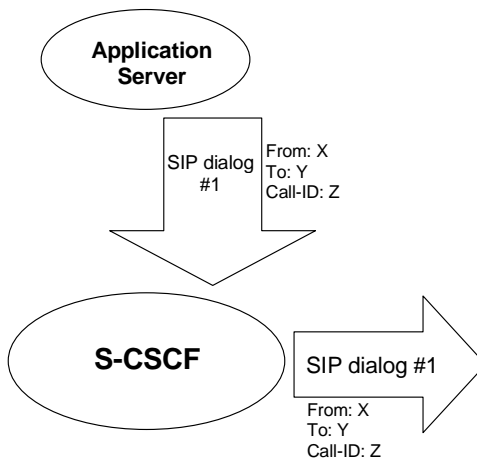 Application
Server
SIP dialog
#1
From: X
To: Y
Call-ID: Z
S-CSCF
SIP dialog #1
From: X
To: Y
Call-ID: Z